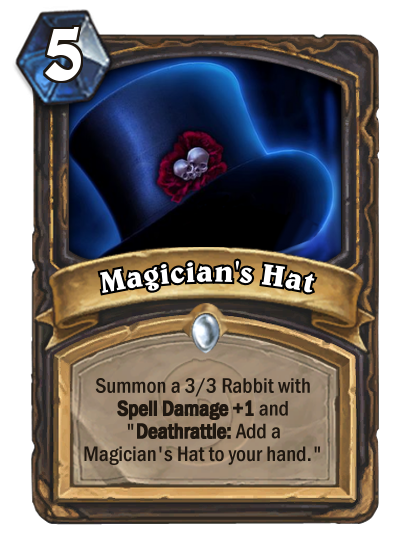 5
Magician's Hat
Summon a 3/3 Rabbit with
Spell Damage +1 and
"Deathrattle: Add a
Magician's Hat to your hand."